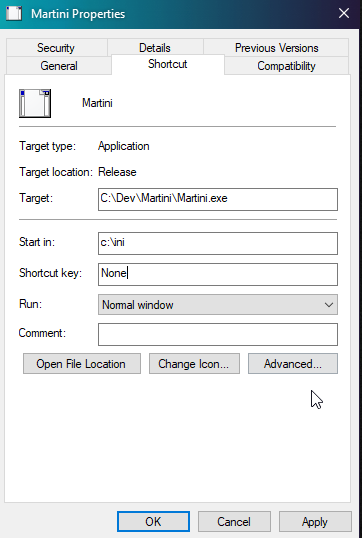 Martini Properties
Security Details Previous Versions
General Shortcut Compatibility
Martini
Target type: Application
Target location: Release
Target: C:\Dev\Martini\Martini.exe
Start in: c:\ini
Shortcut key: None
Run: Normal window
Comment:
Open File Location Change Icon... Advanced...
OK Cancel Apply